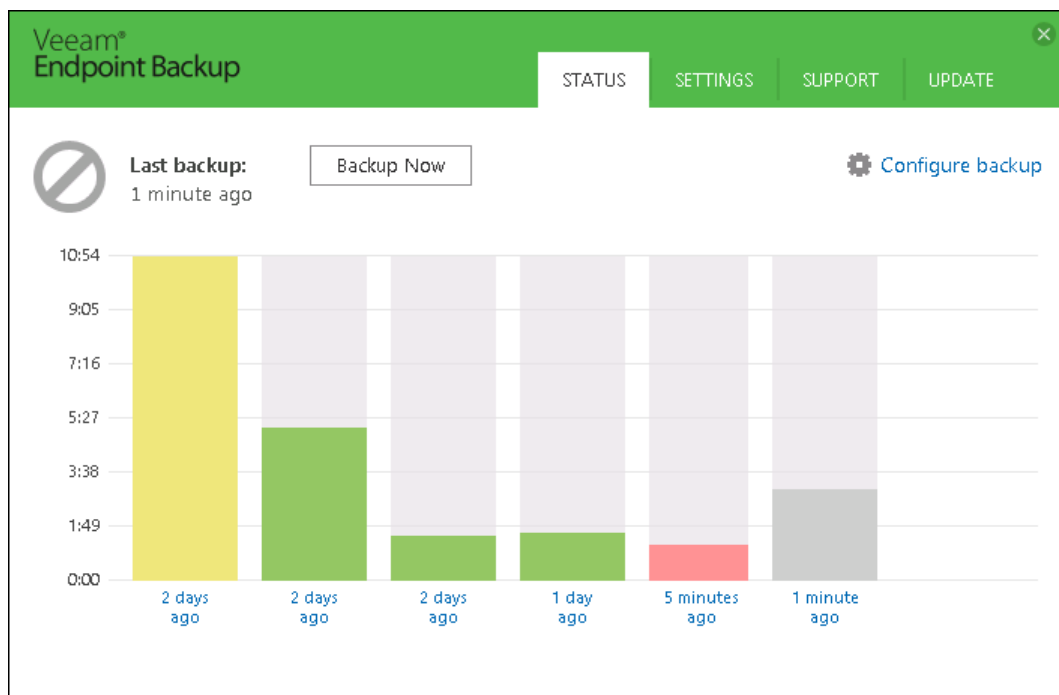 Veeam®
Endpoint Backup
STATUS
SETTINGS
SUPPORT
UPDATE
Last backup:
1 minute ago
Backup Now
Configure backup
10:54
9:05
7:16
5:27
3:38
1:49
0:00
2 days
ago
2 days
ago
2 days
ago
1 day
ago
5 minutes
ago
1 minute
ago